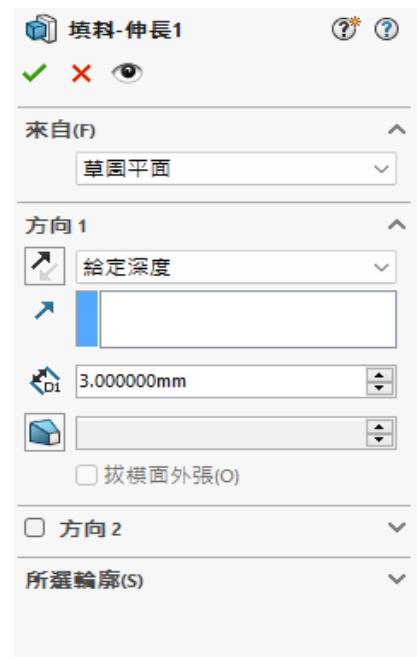 填料-伸長1
來自(F)
草圖平面
方向 1
給定深度
D1
3.000000mm
拔模面外張(O)
方向 2
所選輪廓(S)